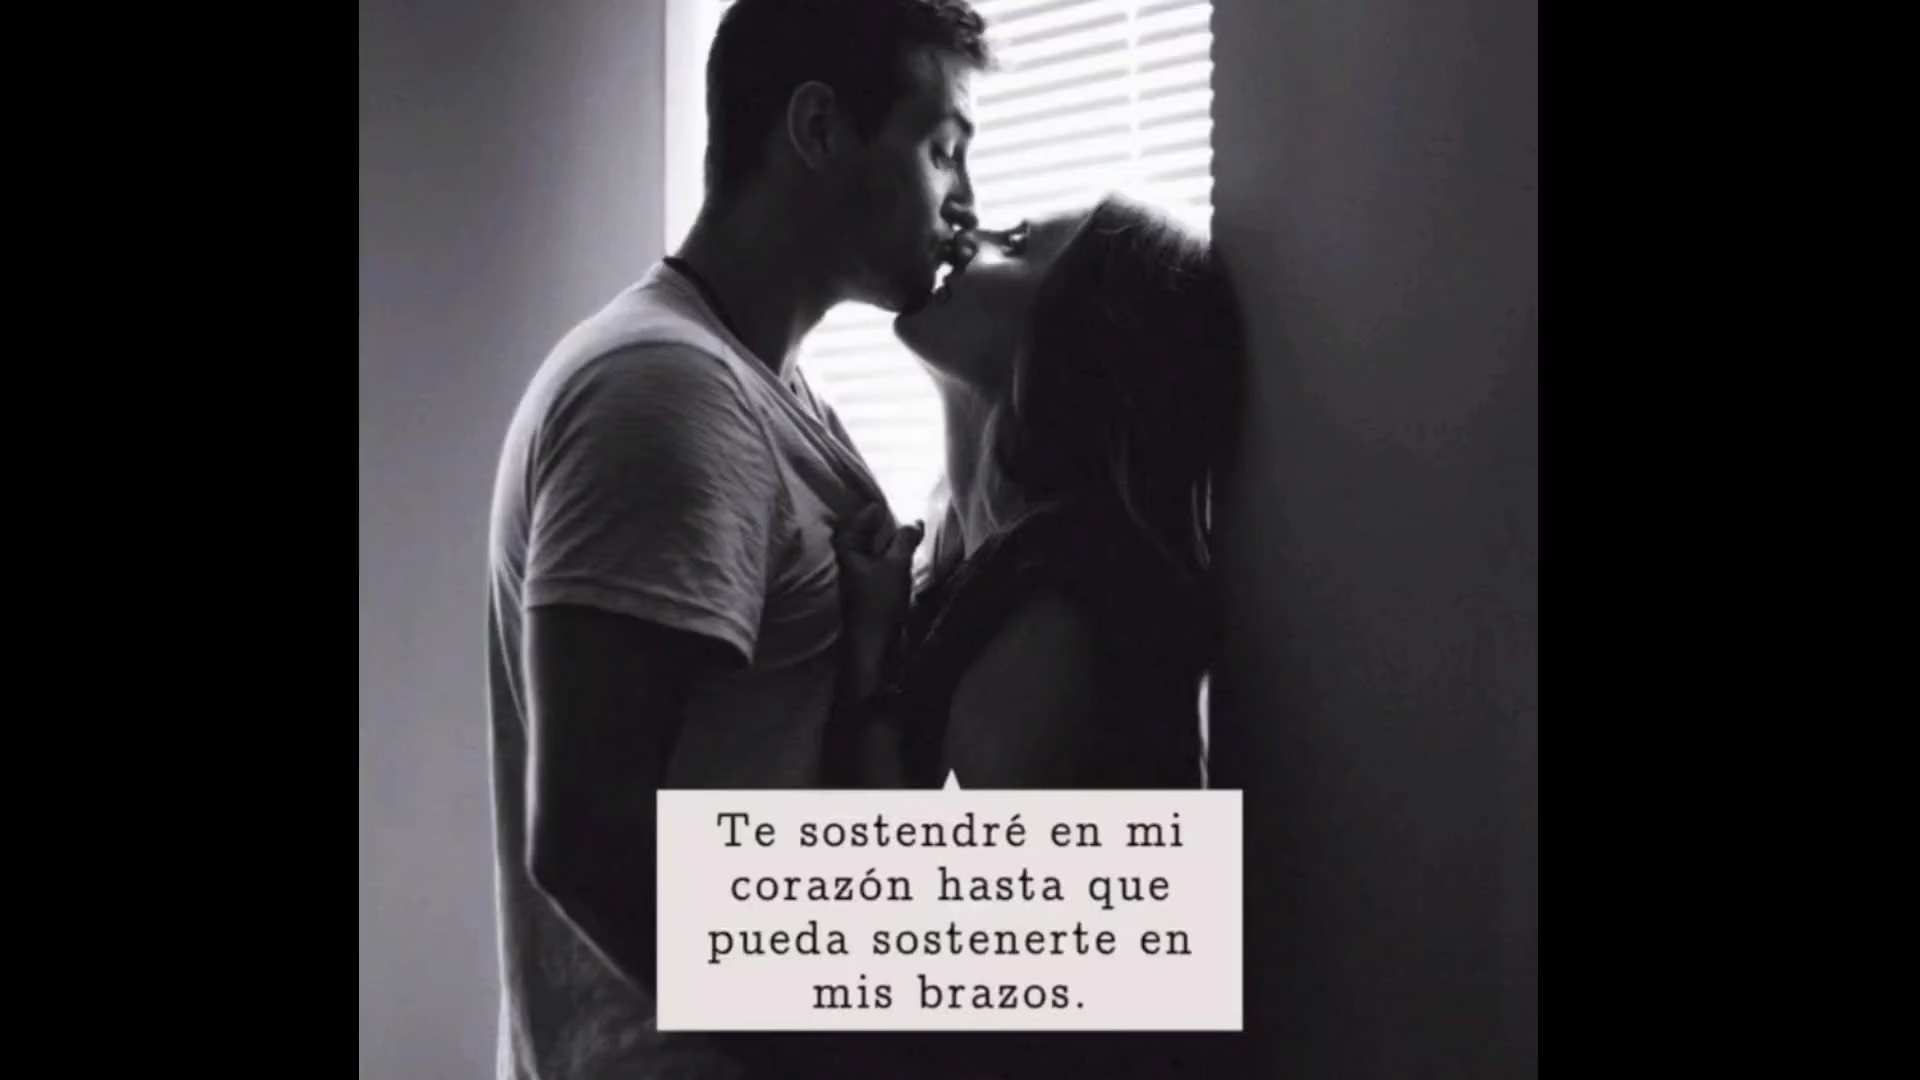 Te sostendré en mi
corazón hasta que
pueda sostenerte en
mis brazos.